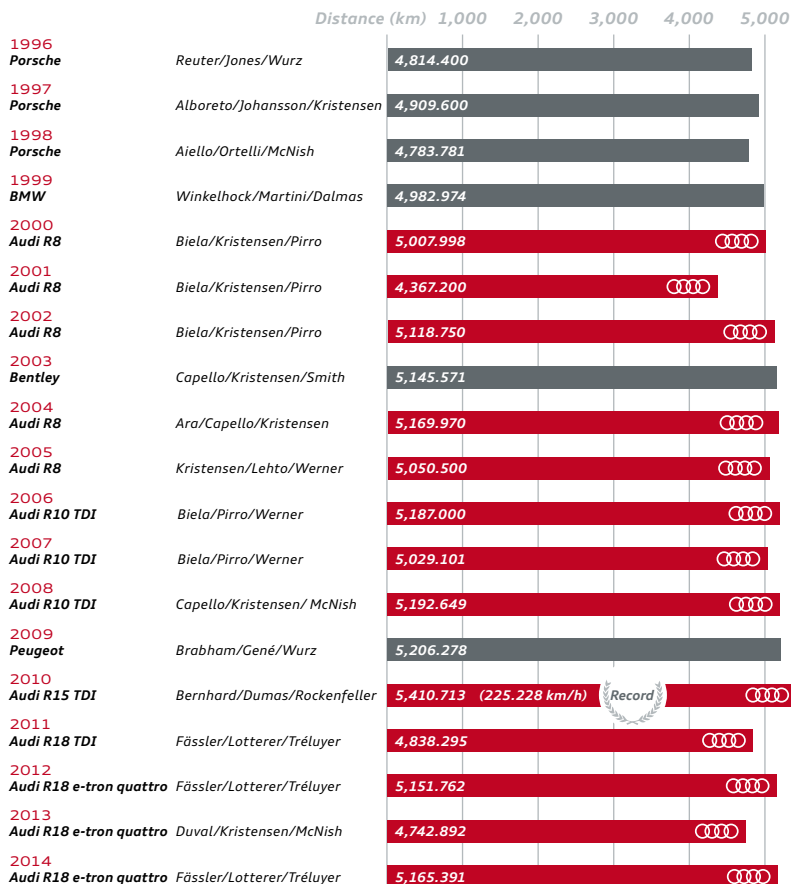 Distance (km) 1,000 2,000 3,000 4,000 5,000
1996
Porsche Reuter/Jones/Wurz 4,814.400
1997
Porsche Alboreto/Johansson/Kristensen 4,909.600
1998
Porsche Aiello/Ortelli/McNish 4,783.781
1999
BMW Winkelhock/Martini/Dalmas 4,982.974
2000
Audi R8 Biela/Kristensen/Pirro 5,007.998
2001
Audi R8 Biela/Kristensen/Pirro 4,367.200
2002
Audi R8 Biela/Kristensen/Pirro 5,118.750
2003
Bentley Capello/Kristensen/Smith 5,145.571
2004
Audi R8 Ara/Capello/Kristensen 5,169.970
2005
Audi R8 Kristensen/Lehto/Werner 5,050.500
2006
Audi R10 TDI Biela/Pirro/Werner 5,187.000
2007
Audi R10 TDI Biela/Pirro/Werner 5,029.101
2008
Audi R10 TDI Capello/Kristensen/ McNish 5,192.649
2009
Peugeot Brabham/Gené/Wurz 5,206.278
2010
Audi R15 TDI Bernhard/Dumas/Rockenfeller 5,410.713 (225.228 km/h) Record
2011
Audi R18 TDI Fässler/Lotterer/Tréluyer 4,838.295
2012
Audi R18 e-tron quattro Fässler/Lotterer/Tréluyer 5,151.762
2013
Audi R18 e-tron quattro Duval/Kristensen/McNish 4,742.892
2014
Audi R18 e-tron quattro Fässler/Lotterer/Tréluyer 5,165.391